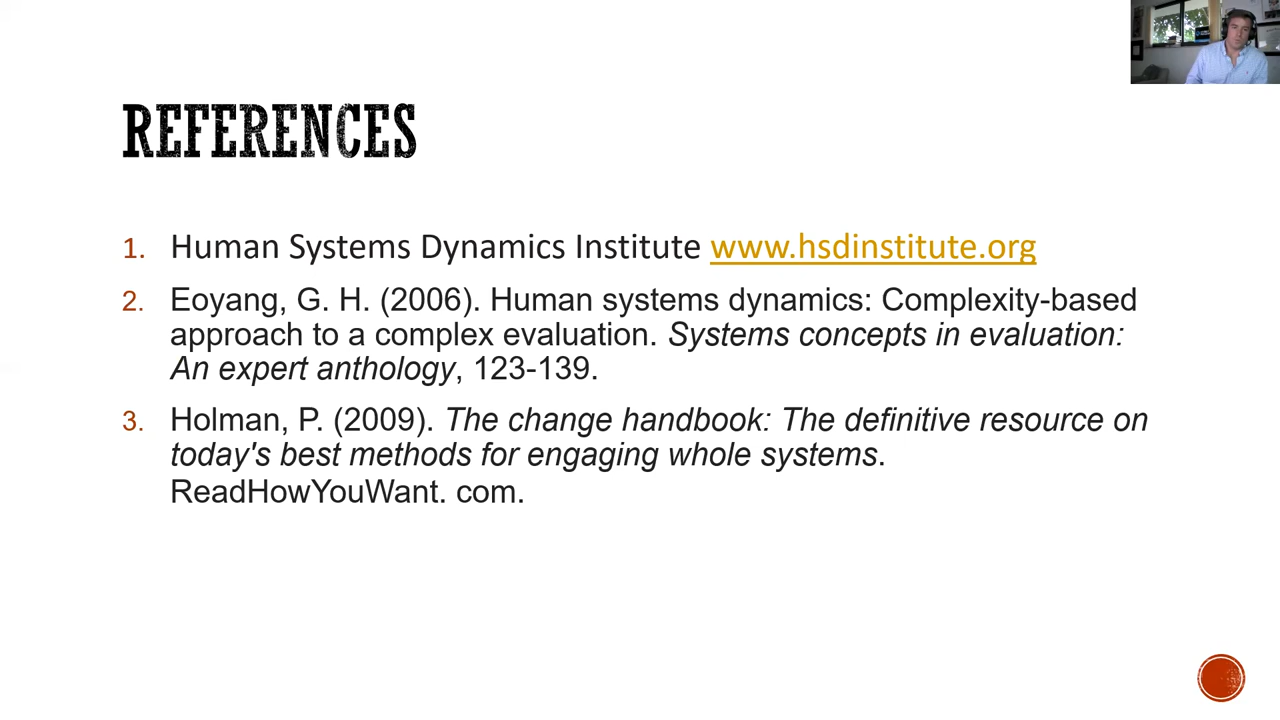 REFERENCES
1. Human Systems Dynamics Institute www.hsdinstitute.org
2. Eoyang, G. H. (2006). Human systems dynamics: Complexity-based
approach to a complex evaluation. Systems concepts in evaluation:
An expert anthology, 123-139.
3. Holman, P. (2009). The change handbook: The definitive resource on
today's best methods for engaging whole systems.
ReadHowYouWant. com.